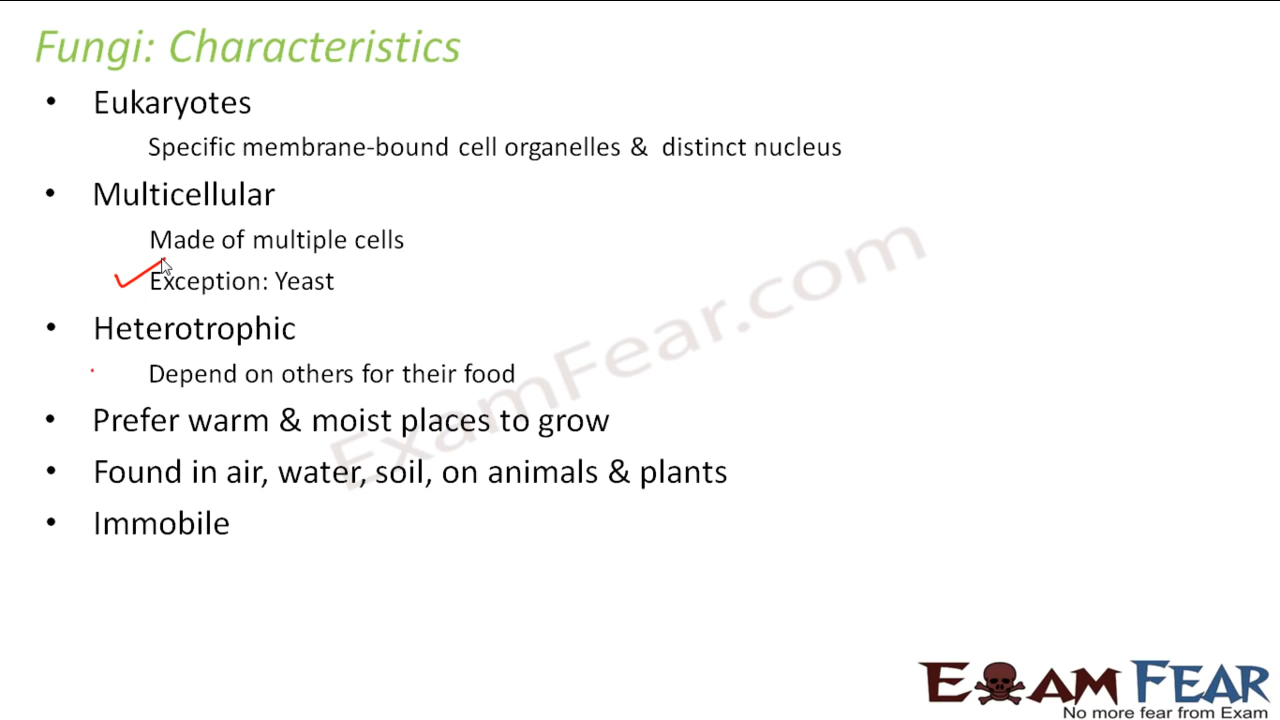 Fungi: Characteristics
• Eukaryotes
Specific membrane-bound cell organelles & distinct nucleus
• Multicellular
Made of multiple cells
Exception: Yeast
• Heterotrophic
Depend on others for their food
• Prefer warm & moist places to grow
• Found in air, water, soil, on animals & plants
• Immobile
ExamFear.com
EXAM FEAR
No more fear from Exam